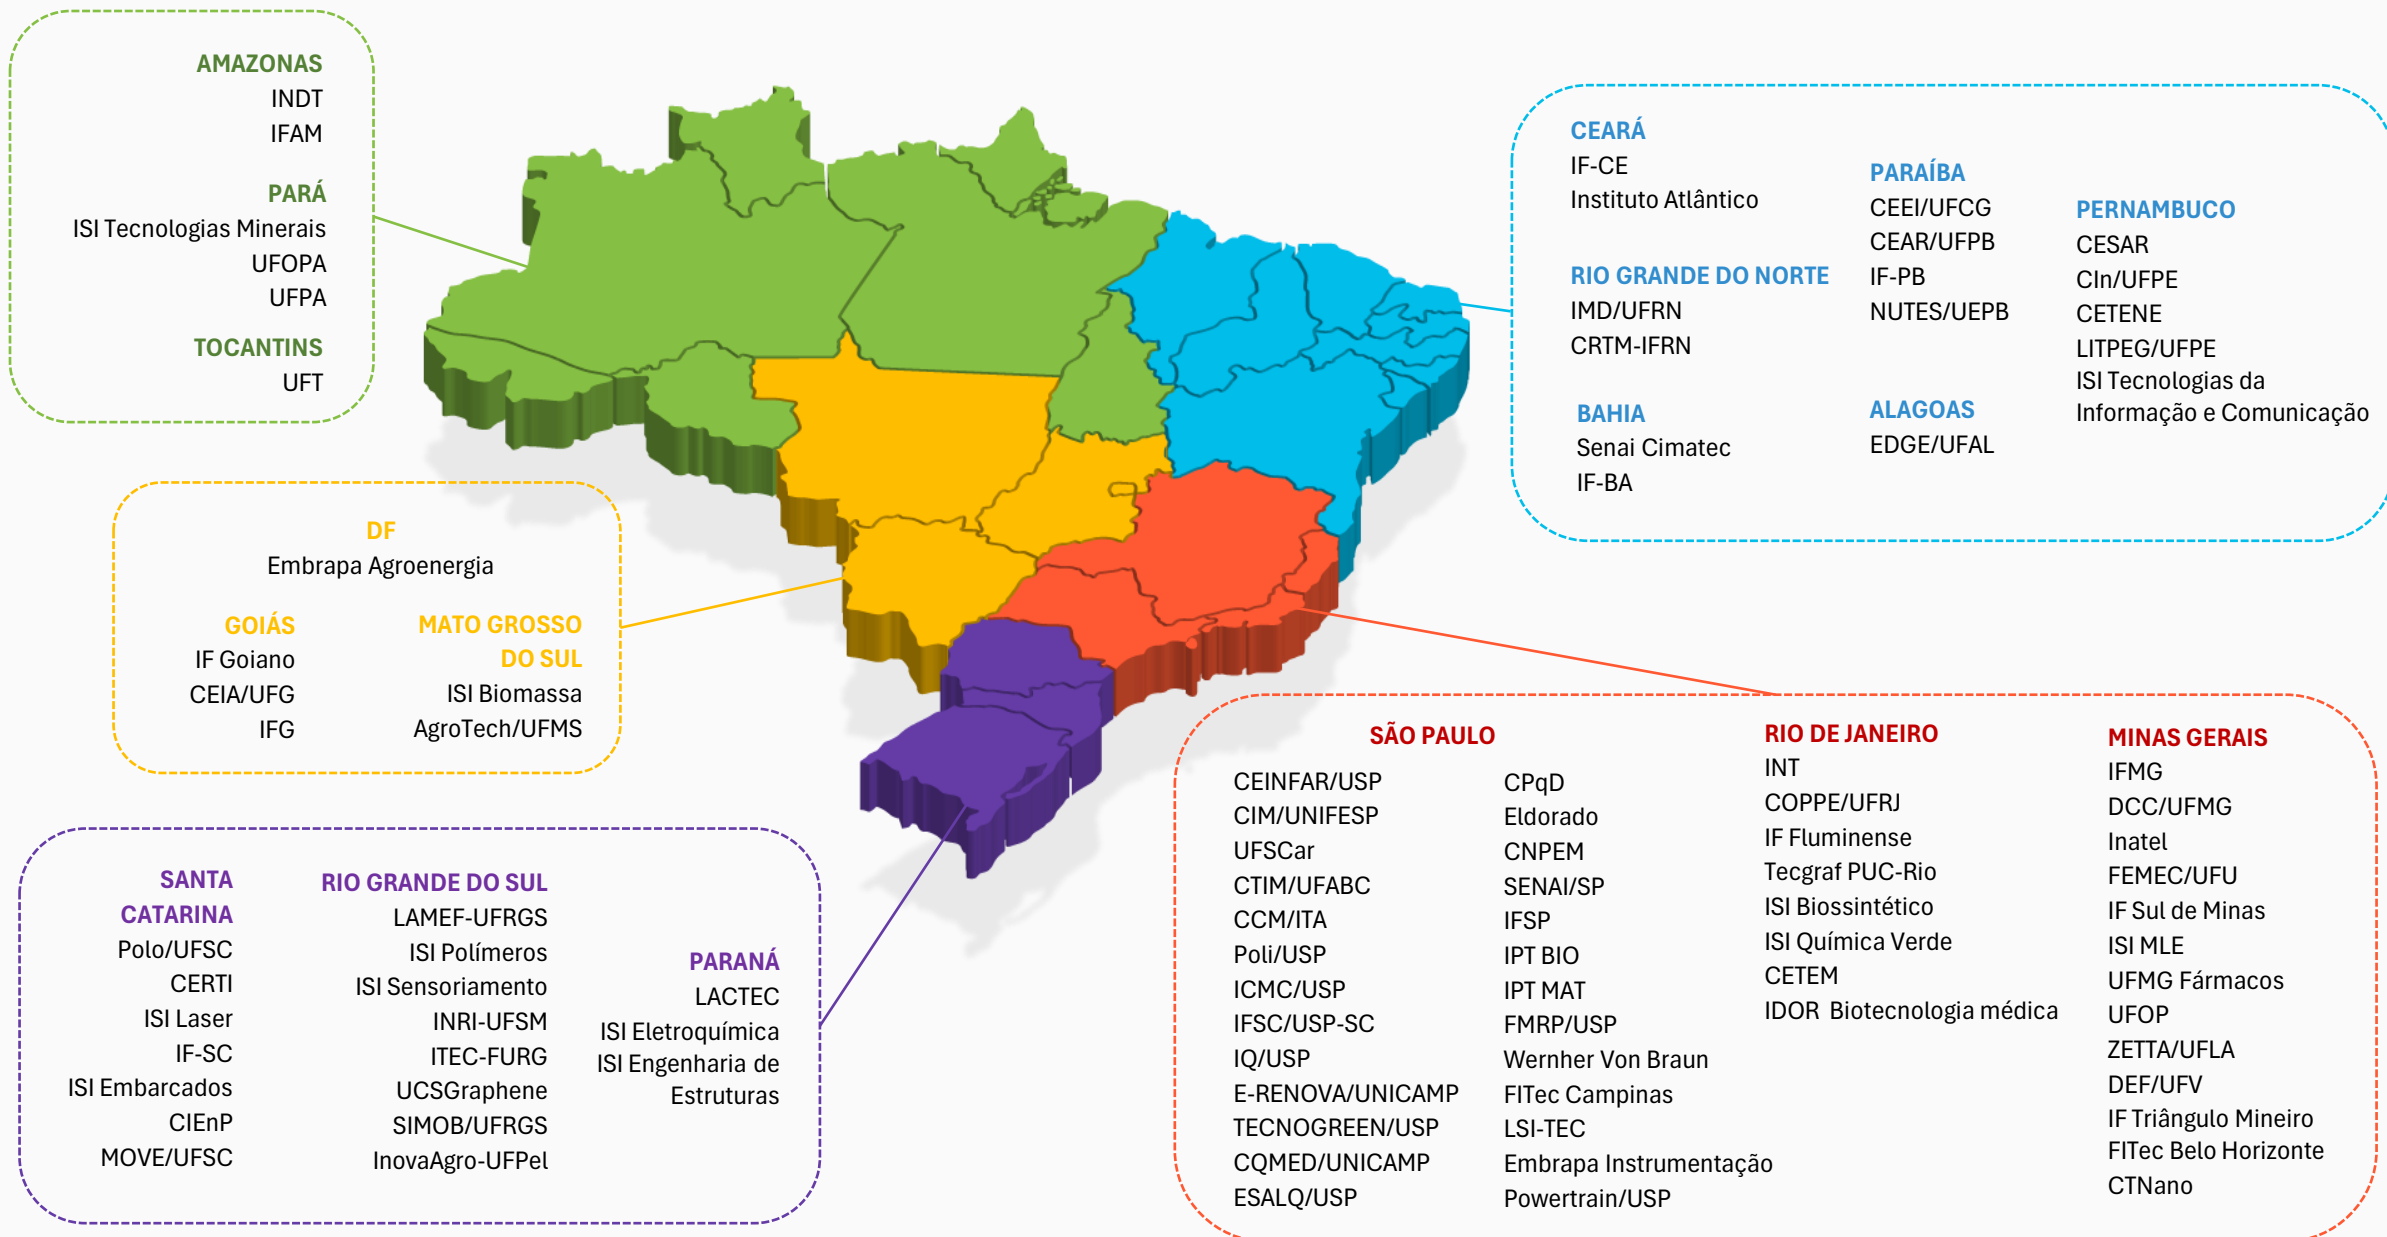 AMAZONAS
INDT
IFAM
PARÁ
ISI Tecnologias Minerais
UFOPA
UFPA
TOCANTINS
UFT
CEARÁ
IF-CE
Instituto Atlântico
RIO GRANDE DO NORTE
IMD/UFRN
CRTM-IFRN
BAHIA
Senai Cimatec
IF-BA
PARAÍBA
CEEI/UFCG
CEAR/UFPB
IF-PB
NUTES/UEPB
ALAGOAS
EDGE/UFAL
PERNAMBUCO
CESAR
CIn/UFPE
CETENE
LITPEG/UFPE
ISI Tecnologias da
Informação e Comunicação
DF
Embrapa Agroenergia
GOIÁS
IF Goiano
CEIA/UFG
IFG
MATO GROSSO
DO SUL
ISI Biomassa
AgroTech/UFMS
SANTA
CATARINA
Polo/UFSC
CERTI
ISI Laser
IF-SC
ISI Embarcados
CIEnP
MOVE/UFSC
RIO GRANDE DO SUL
LAMEF-UFRGS
ISI Polímeros
ISI Sensoriamento
INRI-UFSM
ITEC-FURG
UCSGraphene
SIMOB/UFRGS
InovaAgro-UFPel
PARANÁ
LACTEC
ISI Eletroquímica
ISI Engenharia de
Estruturas
SÃO PAULO
CEINFAR/USP
CIM/UNIFESP
UFSCar
CTIM/UFABC
CCM/ITA
Poli/USP
ICMC/USP
IFSC/USP-SC
IQ/USP
E-RENOVA/UNICAMP
TECNOGREEN/USP
CQMED/UNICAMP
ESALQ/USP
CPqD
Eldorado
CNPEM
SENAI/SP
IFSP
IPT BIO
IPT MAT
FMRP/USP
Wernher Von Braun
FITec Campinas
LSI-TEC
Embrapa Instrumentação
Powertrain/USP
RIO DE JANEIRO
INT
COPPE/UFRJ
IF Fluminense
Tecgraf PUC-Rio
ISI Biossintético
ISI Química Verde
CETEM
IDOR Biotecnologia médica
MINAS GERAIS
IFMG
DCC/UFMG
Inatel
FEMEC/UFU
IF Sul de Minas
ISI MLE
UFMG Fármacos
UFOP
ZETTA/UFLA
DEF/UFV
IF Triângulo Mineiro
FITec Belo Horizonte
CTNano